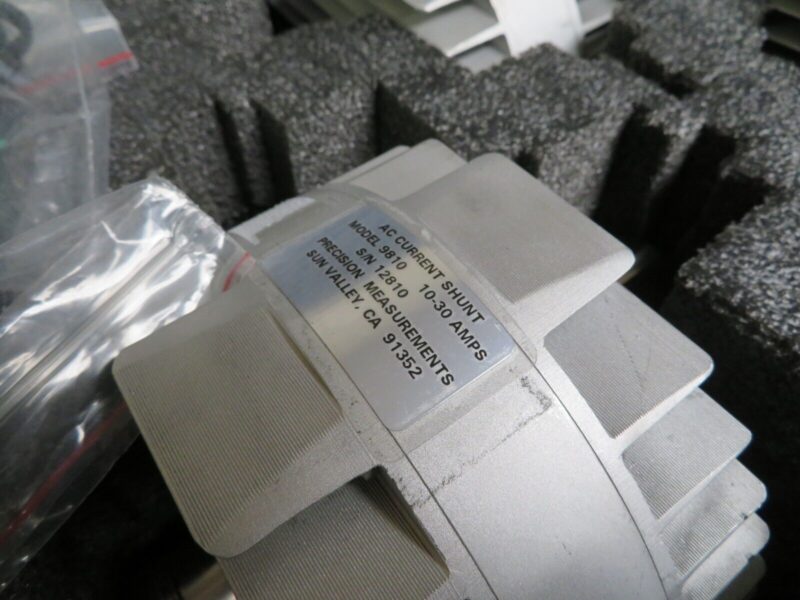 AC CURRENT SHUNT
MODEL 9810 10-30 AMPS
S/N 12810
PRECISION MEASUREMENTS
SUN VALLEY, CA 91352